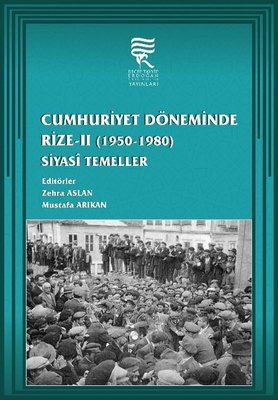 RECEP TAYYİP
ERDOĞAN
ÜNİVERSİTESİ
YAYINLARI
CUMHURİYET DÖNEMİNDE
RİZE-II (1950-1980)
SİYASÎ TEMELLER
Editörler
Zehra ASLAN
Mustafa ARIKAN